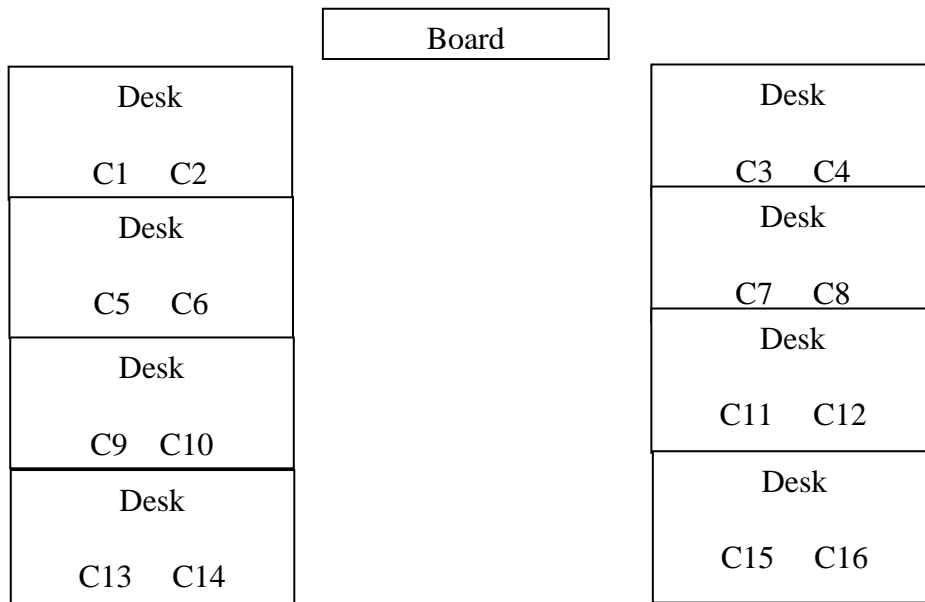 Board
Desk
Desk
C1 C2
C3 C4
Desk
Desk
C5 C6
C7 C8
Desk
Desk
C9 C10
C11 C12
Desk
Desk
C13 C14
C15 C16